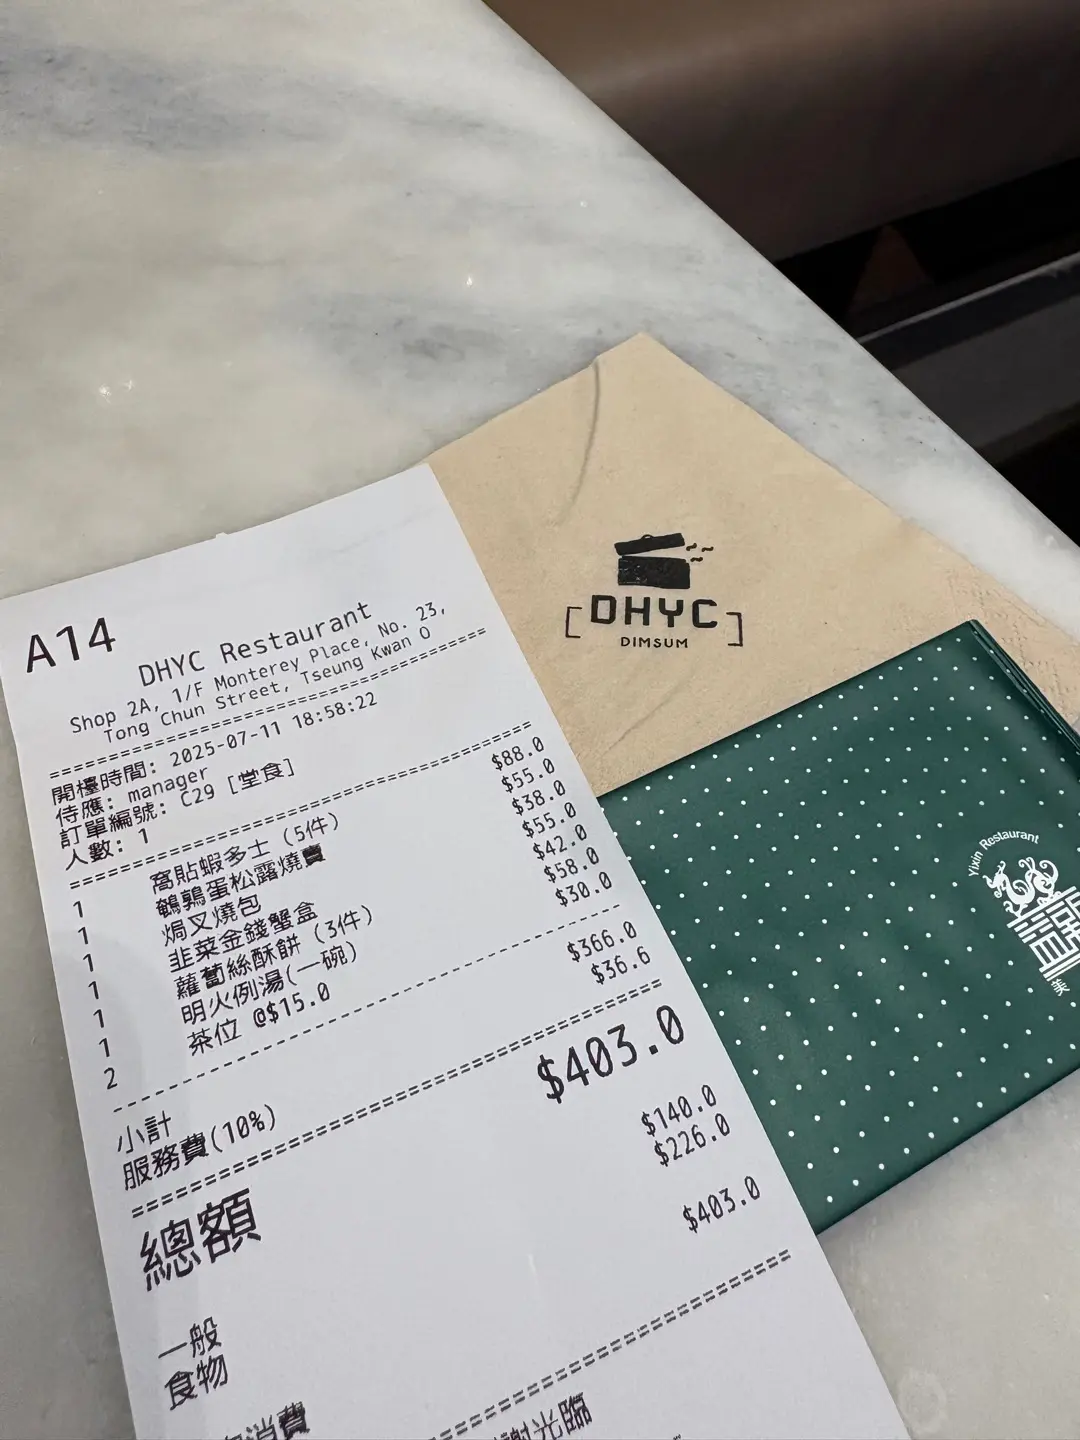 A14
DHYC Restaurant
Shop 2A, 1/F Monterey Place, No. 23,
Tong Chun Street, Tseung Kwan O
開檯時間: 2025-07-11 18:58:22
侍應: manager
訂單編號: C29 [堂食]
人數: 1
1 窩貼蝦多士 (5件) $88.0
1 鵪鶉蛋松露燒賣 $55.0
1 焗叉燒包 $38.0
1 韭菜金錢蟹盒 $55.0
1 蘿蔔絲酥餅 (3件) $42.0
1 明火例湯(一碗) $58.0
2 茶位 @$15.0 $30.0
小計 $366.0
服務費(10%) $36.6
總額 $403.0
一般 $140.0
食物 $226.0
消費 $403.0
謝光臨
DHYC
DIMSUM
Yixin Restaurant
美